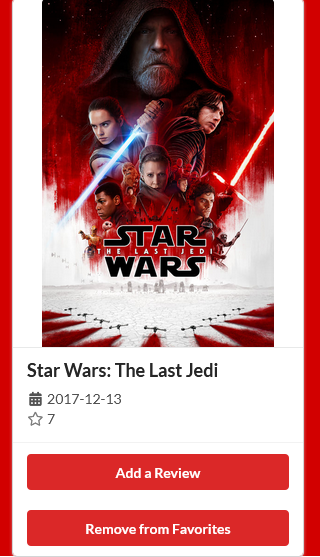 STAR
THE LAST JEDI
WARS
Star Wars: The Last Jedi
2017-12-13
7
Add a Review
Remove from Favorites